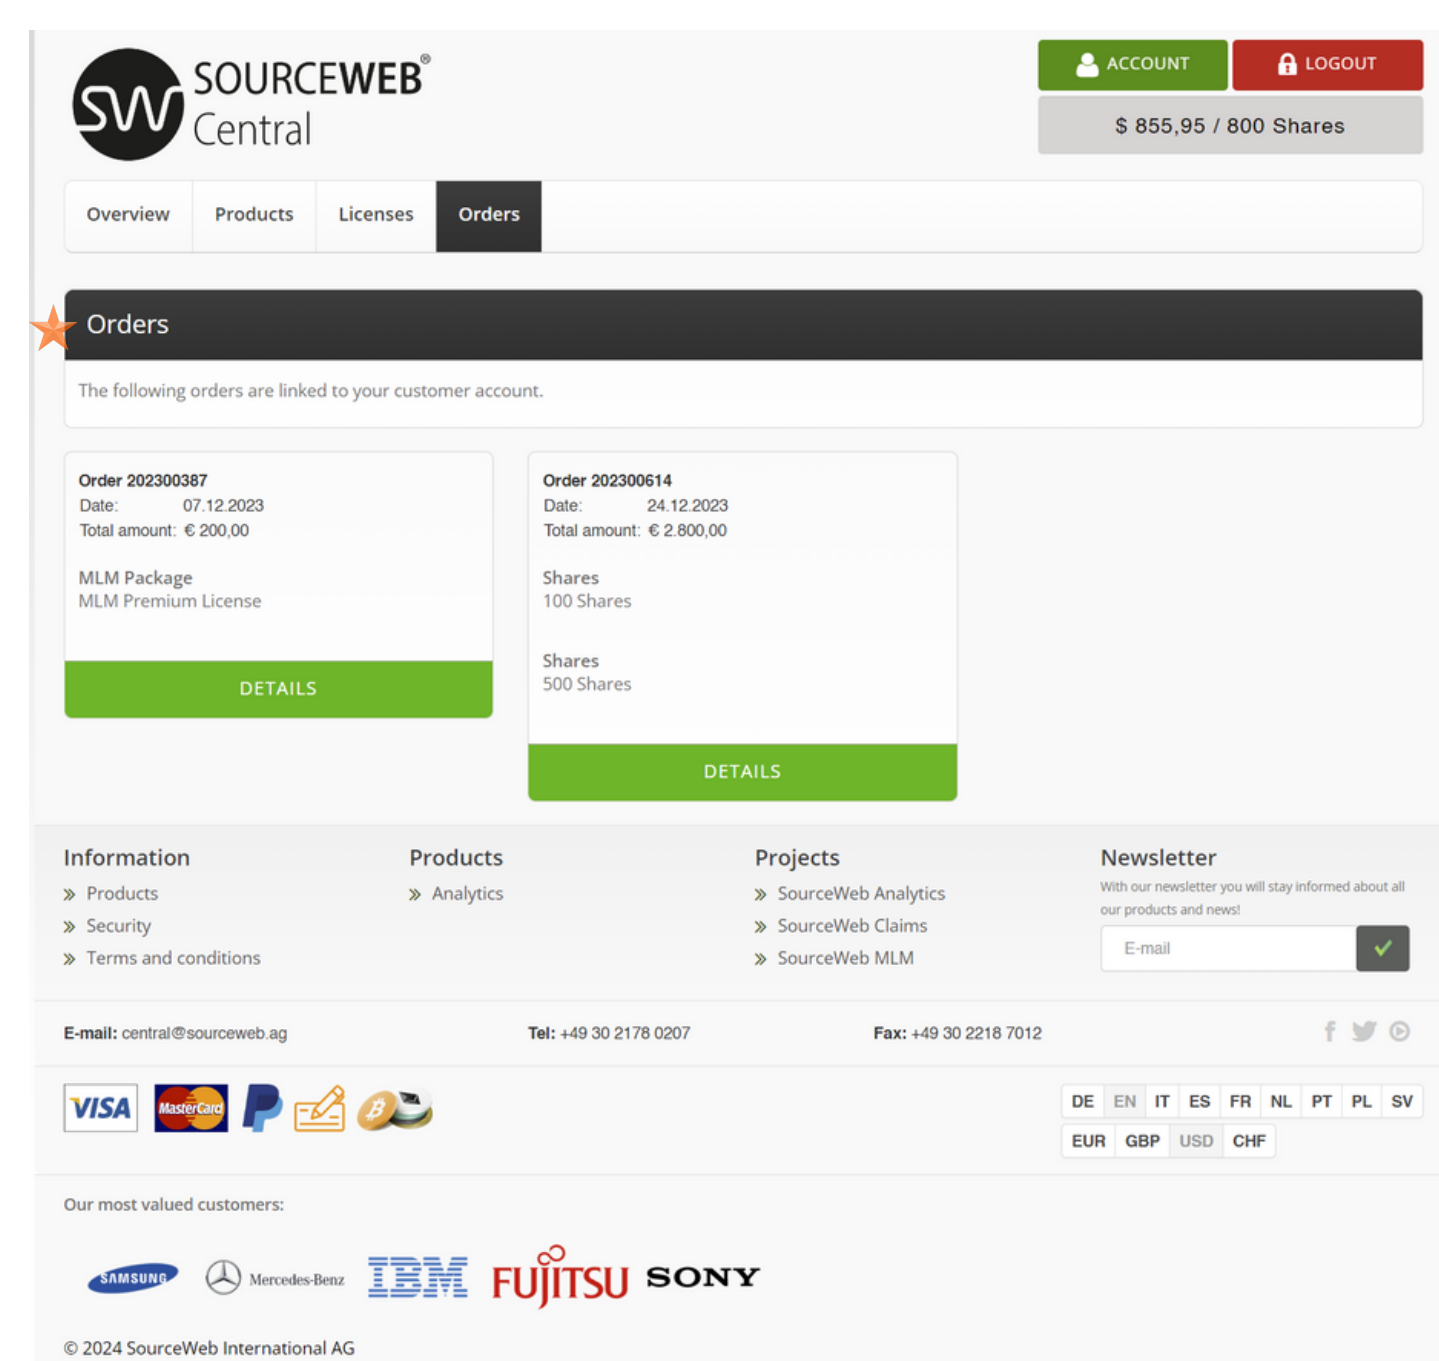 SW SOURCEWEB®
Central
ACCOUNT
LOGOUT
$ 855,95 / 800 Shares
Overview Products Licenses Orders
Orders
The following orders are linked to your customer account.
Order 202300387
Date: 07.12.2023
Total amount: € 200,00
MLM Package
MLM Premium License
DETAILS
Order 202300614
Date: 24.12.2023
Total amount: € 2.800,00
Shares
100 Shares
Shares
500 Shares
DETAILS
Information
» Products
» Security
» Terms and conditions
Products
» Analytics
Projects
» SourceWeb Analytics
» SourceWeb Claims
» SourceWeb MLM
Newsletter
With our newsletter you will stay informed about all
our products and news!
E-mail
E-mail: central@sourceweb.ag Tel: +49 30 2178 0207 Fax: +49 30 2218 7012
VISA MasterCard
DE EN IT ES FR NL PT PL SV
EUR GBP USD CHF
Our most valued customers:
SAMSUNG Mercedes-Benz IBM FUJITSU SONY
© 2024 SourceWeb International AG